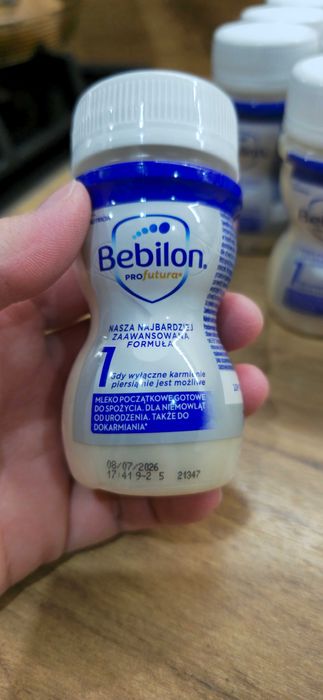 Bebilon
PROfutura
NASZA NAJBARDZIEJ
ZAAWANSOWANA
FORMUŁA
1
Gdy wyłączne karmienie
piersią nie jest możliwe
MLEKO POCZĄTKOWE GOTOWE
DO SPOŻYCIA. DLA NIEMOWLĄT
OD URODZENIA. TAKŻE DO
DOKARMIANIA*
08/07/2026
17:41 9-2 5 21347
1